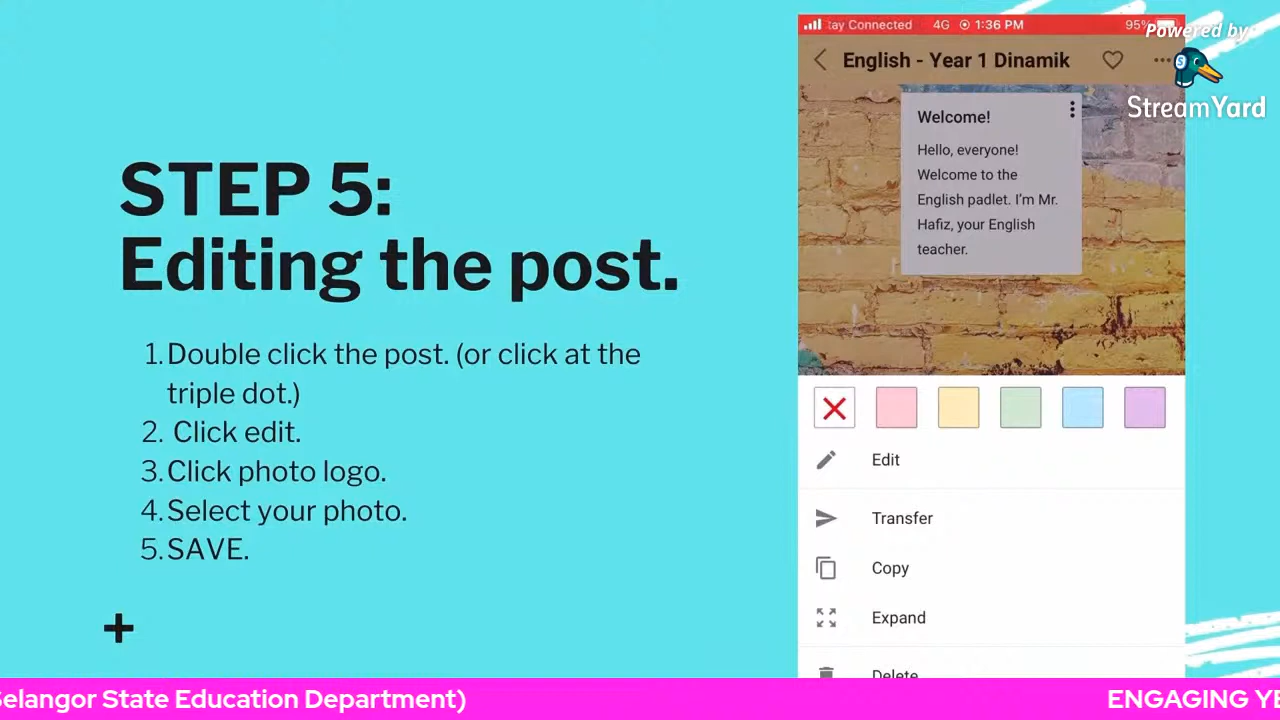 STEP 5:
Editing the post.
1. Double click the post. (or click at the
triple dot.)
2. Click edit.
3. Click photo logo.
4. Select your photo.
5. SAVE.
+
tay Connected 4G 1:36 PM 95%
English - Year 1 Dinamik
Welcome!
Hello, everyone!
Welcome to the
English padlet. I'm Mr.
Hafiz, your English
teacher.
Edit
Transfer
Copy
Expand
Delete
Powered by
StreamYard
Selangor State Education Department) ENGAGING YE